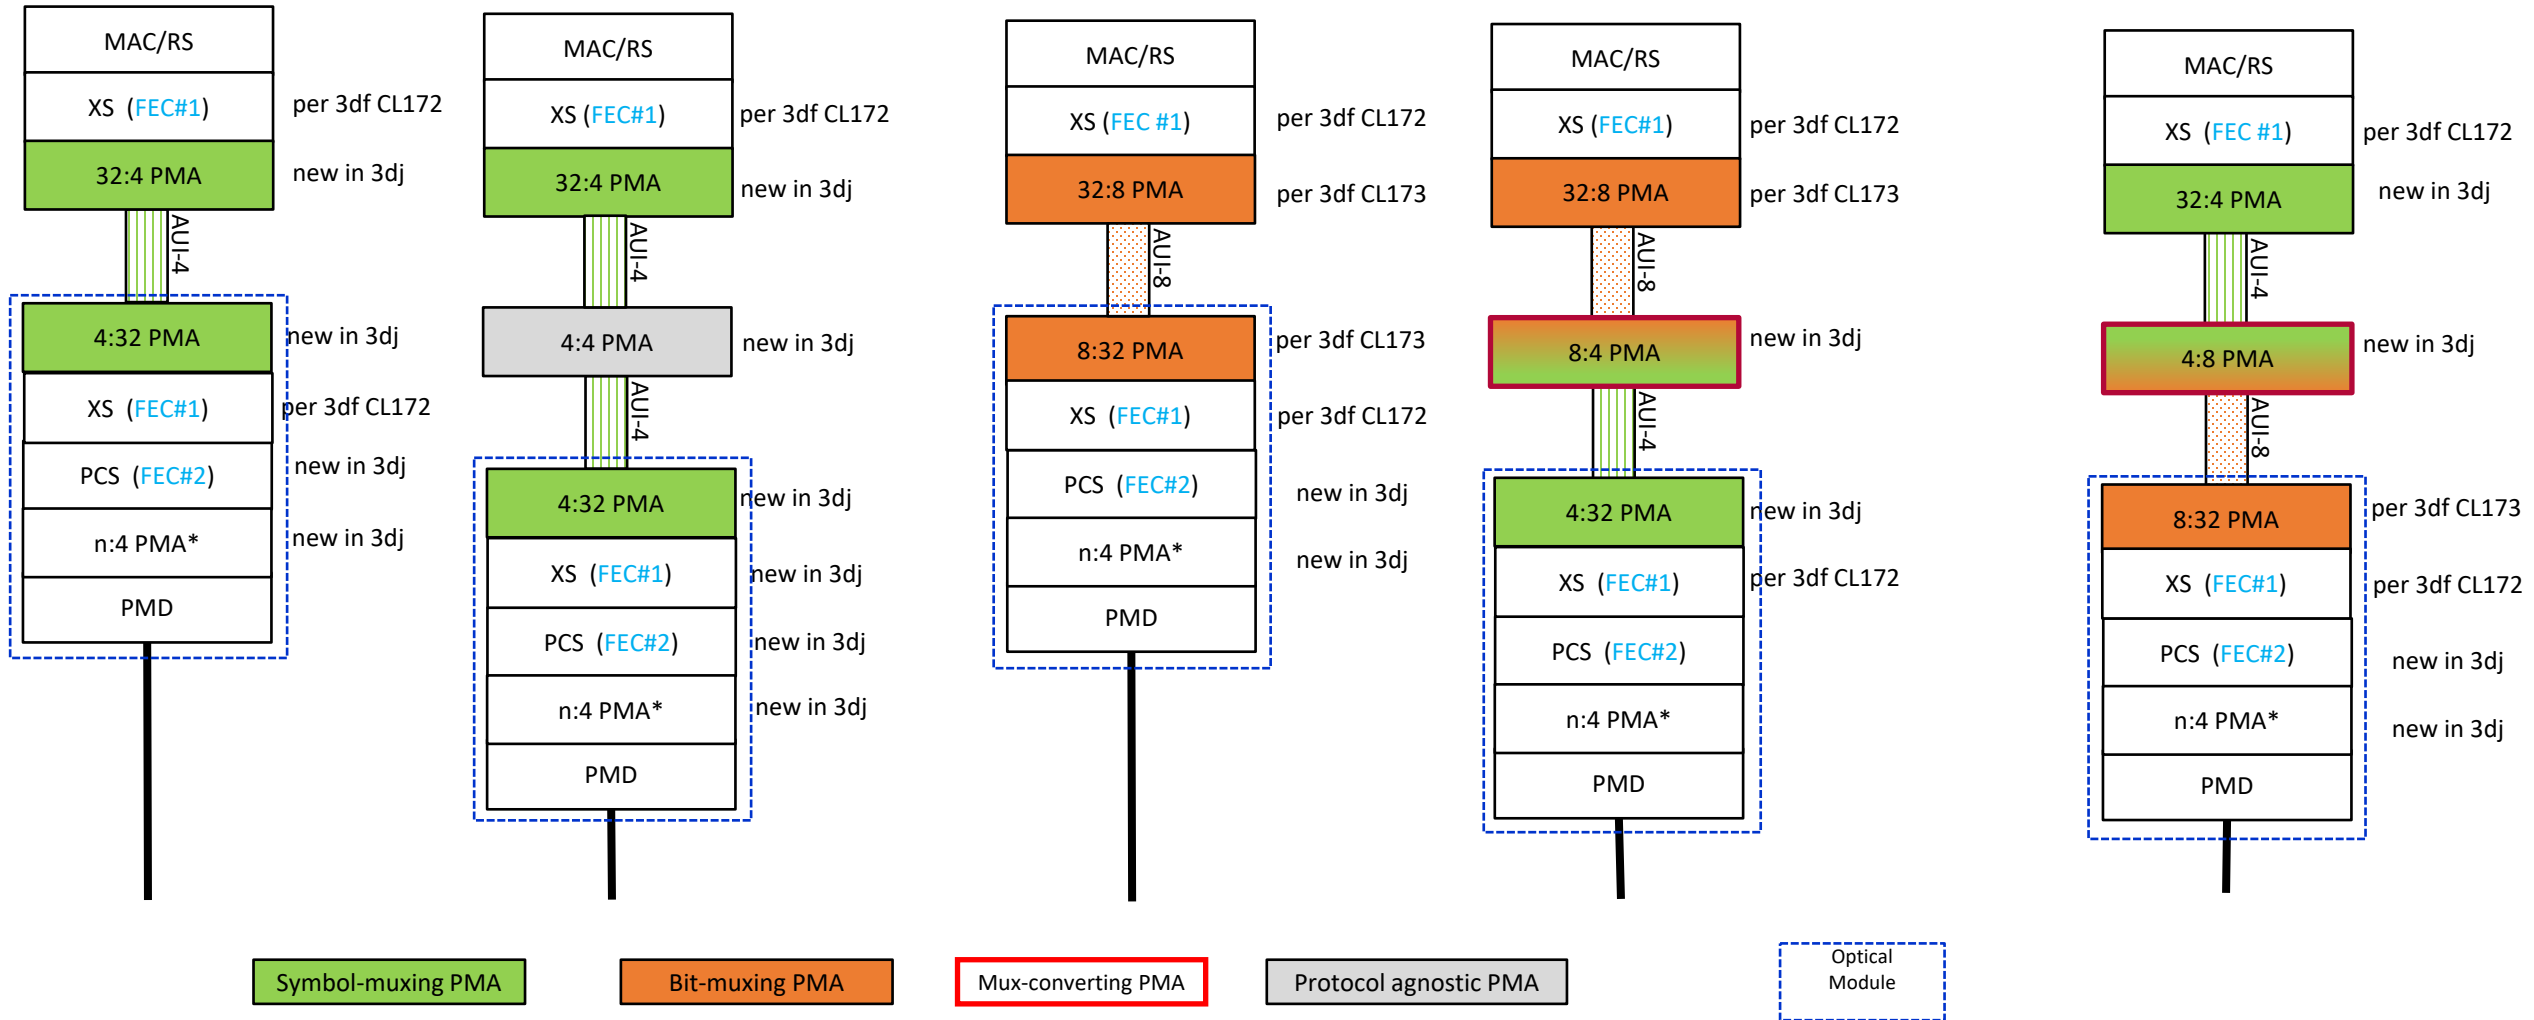 MAC/RS
XS (FEC#1)
per 3df CL172
32:4 PMA
new in 3dj
AUI-4
4:32 PMA
new in 3dj
XS (FEC#1)
per 3df CL172
PCS (FEC#2)
new in 3dj
n:4 PMA*
new in 3dj
PMD
MAC/RS
XS (FEC#1)
per 3df CL172
32:4 PMA
new in 3dj
AUI-4
4:4 PMA
new in 3dj
AUI-4
4:32 PMA
new in 3dj
XS (FEC#1)
new in 3dj
PCS (FEC#2)
new in 3dj
n:4 PMA*
new in 3dj
PMD
MAC/RS
XS (FEC #1)
per 3df CL172
32:8 PMA
per 3df CL173
AUI-8
8:32 PMA
per 3df CL173
XS (FEC#1)
per 3df CL172
PCS (FEC#2)
new in 3dj
n:4 PMA*
new in 3dj
PMD
MAC/RS
XS (FEC#1)
per 3df CL172
32:8 PMA
per 3df CL173
AUI-8
8:4 PMA
new in 3dj
AUI-4
4:32 PMA
new in 3dj
XS (FEC#1)
per 3df CL172
PCS (FEC#2)
n:4 PMA*
PMD
MAC/RS
XS (FEC #1)
per 3df CL172
32:4 PMA
new in 3dj
AUI-4
4:8 PMA
new in 3dj
AUI-8
8:32 PMA
per 3df CL173
XS (FEC#1)
per 3df CL172
PCS (FEC#2)
new in 3dj
n:4 PMA*
new in 3dj
PMD
Symbol-muxing PMA
Bit-muxing PMA
Mux-converting PMA
Protocol agnostic PMA
Optical
Module